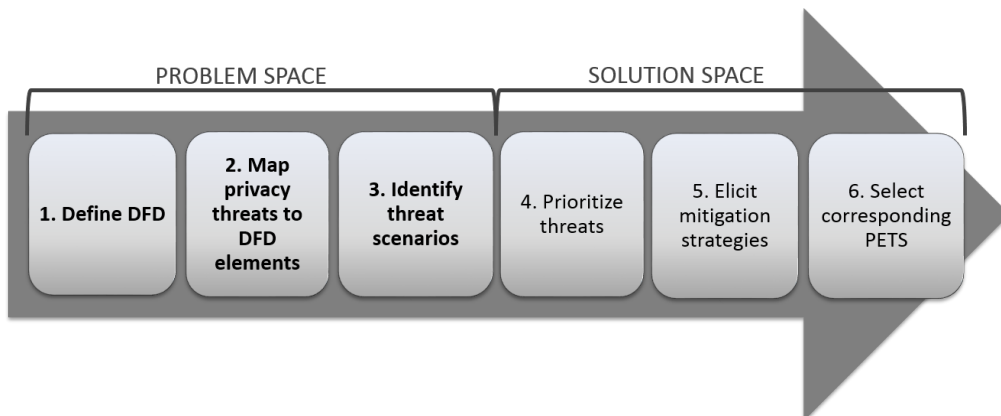 PROBLEM SPACE
SOLUTION SPACE
1. Define DFD
2. Map
privacy
threats to
DFD
elements
3. Identify
threat
scenarios
4. Prioritize
threats
5. Elicit
mitigation
strategies
6. Select
corresponding
PETS